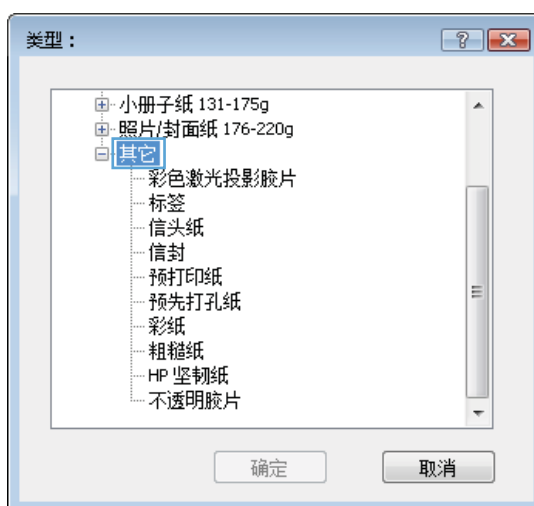 类型：
小册子纸 131-175g
照片/封面纸 176-220g
其它
彩色激光投影胶片
标签
信头纸
信封
预打印纸
预先打孔纸
彩纸
粗糙纸
HP 坚韧纸
不透明胶片
确定
取消